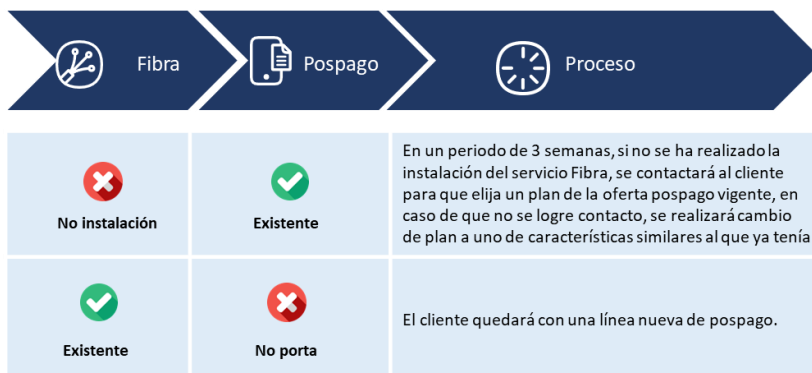 Fibra
Pospago
Proceso
No instalación
Existente
En un periodo de 3 semanas, si no se ha realizado la
instalación del servicio Fibra, se contactará al cliente
para que elija un plan de la oferta pospago vigente, en
caso de que no se logre contacto, se realizará cambio
de plan a uno de características similares al que ya tenía
Existente
No porta
El cliente quedará con una línea nueva de pospago.